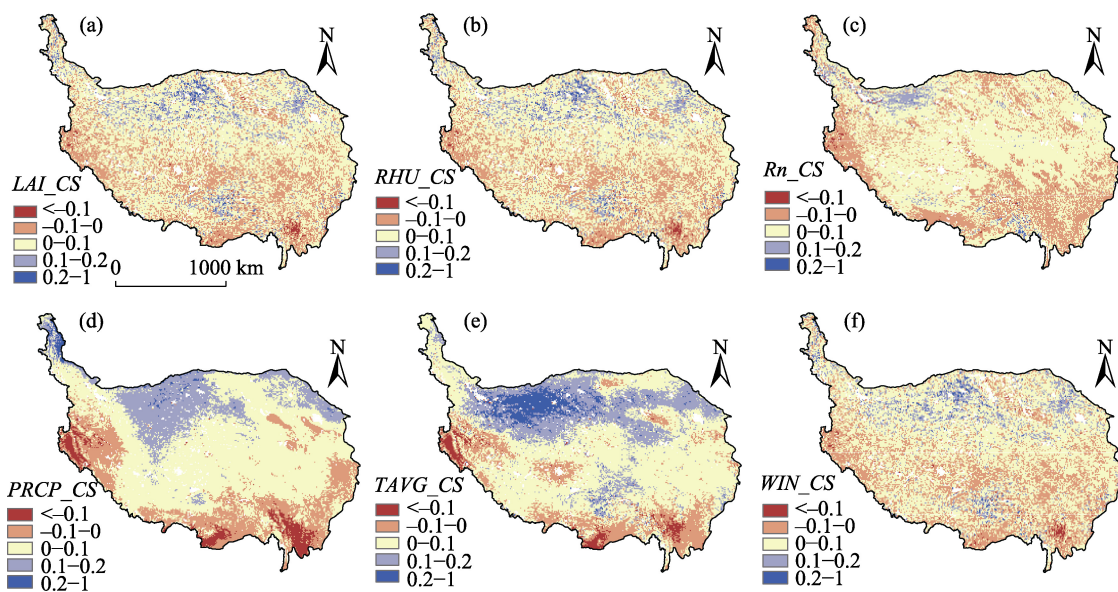 (a)
N
LAI_CS
<–0.1
–0.1–0
0–0.1
0.1–0.2
0.2–1
0 1000 km
(b)
N
RHU_CS
<–0.1
–0.1–0
0–0.1
0.1–0.2
0.2–1
(c)
N
Rn_CS
<–0.1
–0.1–0
0–0.1
0.1–0.2
0.2–1
(d)
N
PRCP_CS
<–0.1
–0.1–0
0–0.1
0.1–0.2
0.2–1
(e)
N
TAVG_CS
<–0.1
–0.1–0
0–0.1
0.1–0.2
0.2–1
(f)
N
WIN_CS
<–0.1
–0.1–0
0–0.1
0.1–0.2
0.2–1